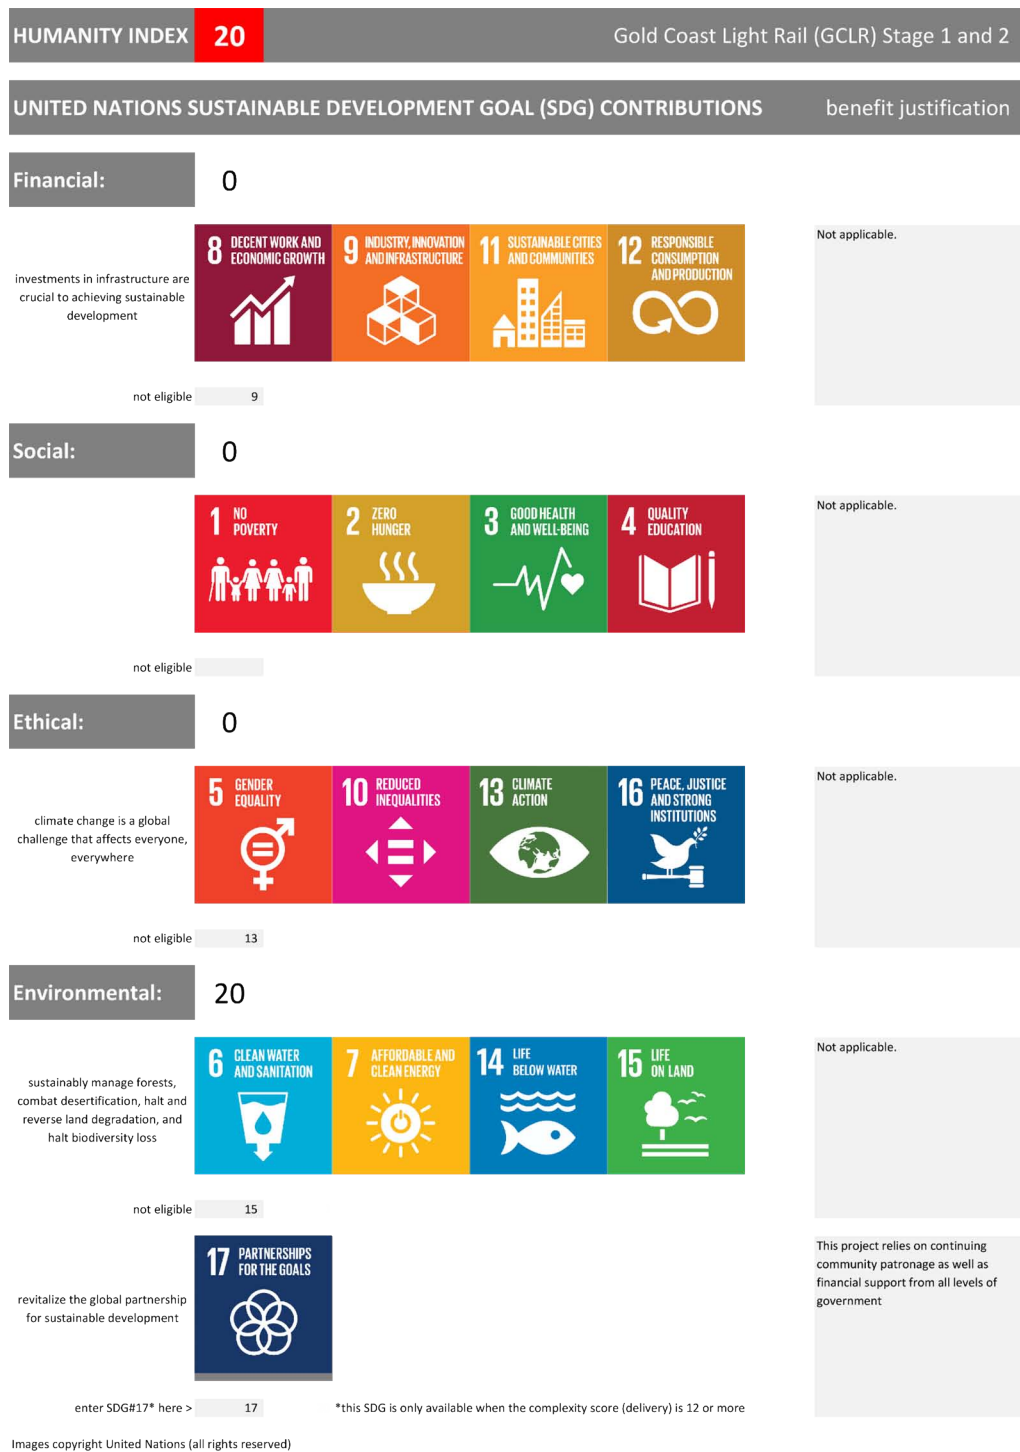 HUMANITY INDEX 20 Gold Coast Light Rail (GCLR) Stage 1 and 2
UNITED NATIONS SUSTAINABLE DEVELOPMENT GOAL (SDG) CONTRIBUTIONS benefit justification
Financial: 0
investments in infrastructure are
crucial to achieving sustainable
development
8 DECENT WORK AND
ECONOMIC GROWTH
9 INDUSTRY, INNOVATION
AND INFRASTRUCTURE
11 SUSTAINABLE CITIES
AND COMMUNITIES
12 RESPONSIBLE
CONSUMPTION
AND PRODUCTION
Not applicable.
not eligible 9
Social: 0
1 NO
POVERTY
2 ZERO
HUNGER
3 GOOD HEALTH
AND WELL-BEING
4 QUALITY
EDUCATION
Not applicable.
not eligible
Ethical: 0
climate change is a global
challenge that affects everyone,
everywhere
5 GENDER
EQUALITY
10 REDUCED
INEQUALITIES
13 CLIMATE
ACTION
16 PEACE, JUSTICE
AND STRONG
INSTITUTIONS
Not applicable.
not eligible 13
Environmental: 20
sustainably manage forests,
combat desertification, halt and
reverse land degradation, and
halt biodiversity loss
6 CLEAN WATER
AND SANITATION
7 AFFORDABLE AND
CLEAN ENERGY
14 LIFE
BELOW WATER
15 LIFE
ON LAND
Not applicable.
not eligible 15
revitalize the global partnership
for sustainable development
17 PARTNERSHIPS
FOR THE GOALS
This project relies on continuing
community patronage as well as
financial support from all levels of
government
enter SDG#17* here > 17 *this SDG is only available when the complexity score (delivery) is 12 or more
Images copyright United Nations (all rights reserved)